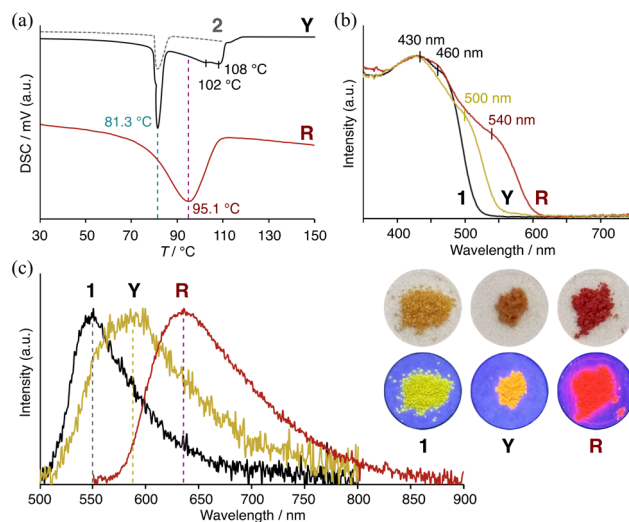 (a)
2
Y
108 °C
102 °C
81.3 °C
R
95.1 °C
DSC / mV (a.u.)
30 50 70 90 110 130 150
T / °C
(b)
430 nm
460 nm
500 nm
540 nm
1 Y R
Intensity (a.u.)
400 500 600 700
Wavelength / nm
(c)
1 Y R
Intensity (a.u.)
500 550 600 650 700 750 800 850 900
Wavelength / nm
1 Y R